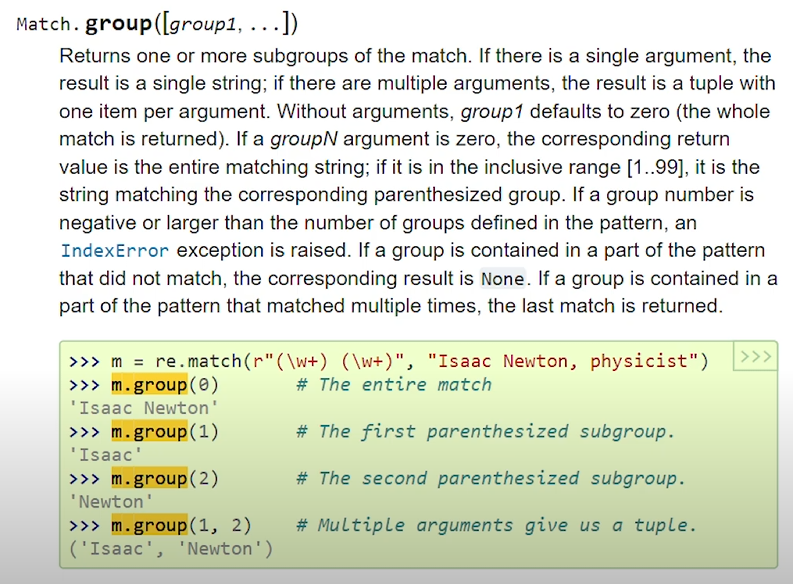 Match.group([group1, ...])
Returns one or more subgroups of the match. If there is a single argument, the
result is a single string; if there are multiple arguments, the result is a tuple with
one item per argument. Without arguments, group1 defaults to zero (the whole
match is returned). If a groupN argument is zero, the corresponding return
value is the entire matching string; if it is in the inclusive range [1..99], it is the
string matching the corresponding parenthesized group. If a group number is
negative or larger than the number of groups defined in the pattern, an
IndexError exception is raised. If a group is contained in a part of the pattern
that did not match, the corresponding result is None. If a group is contained in a
part of the pattern that matched multiple times, the last match is returned.
>>> m = re.match(r"(\w+) (\w+)", "Isaac Newton, physicist") >>>
>>> m.group(0)       # The entire match
'Isaac Newton'
>>> m.group(1)       # The first parenthesized subgroup.
'Isaac'
>>> m.group(2)       # The second parenthesized subgroup.
'Newton'
>>> m.group(1, 2)    # Multiple arguments give us a tuple.
('Isaac', 'Newton')